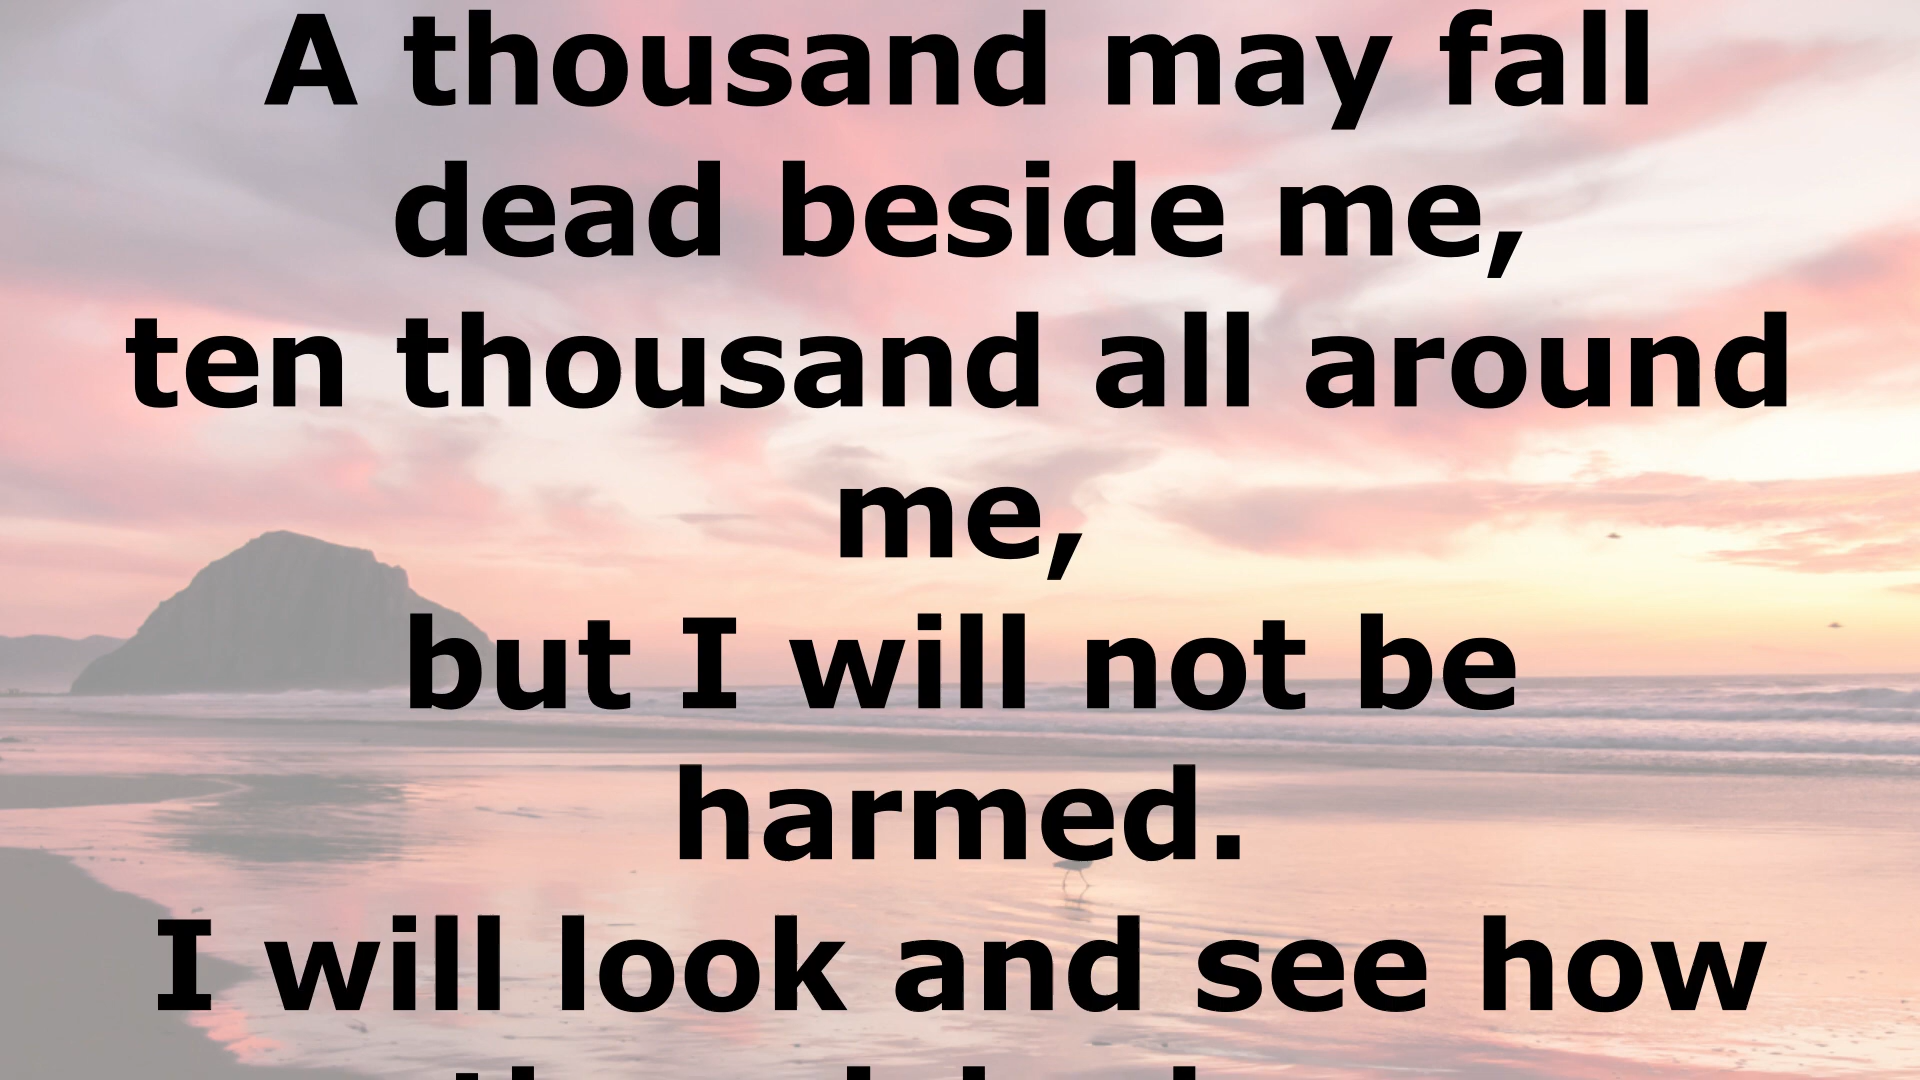 A thousand may fall
dead beside me,
ten thousand all around
me,
but I will not be
harmed.
I will look and see how